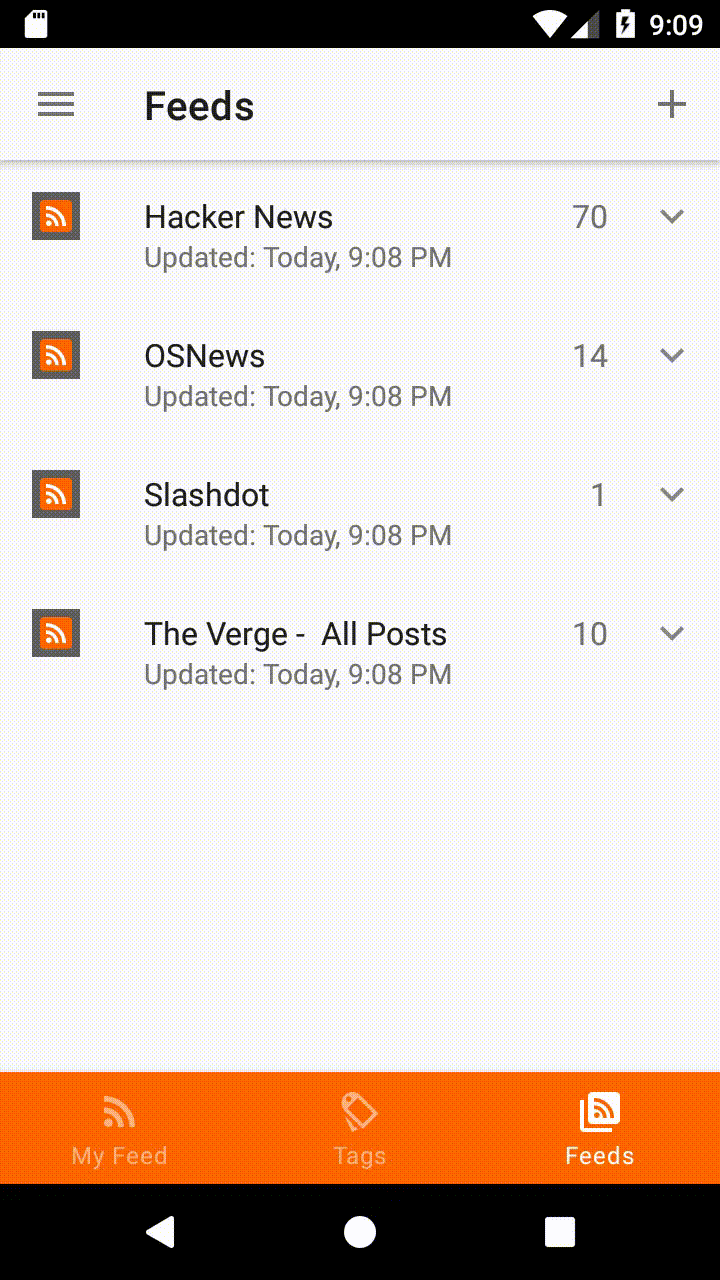 9:09
Feeds
Hacker News 70
Updated: Today, 9:08 PM
OSNews 14
Updated: Today, 9:08 PM
Slashdot 1
Updated: Today, 9:08 PM
The Verge -  All Posts 10
Updated: Today, 9:08 PM
My Feed Tags Feeds